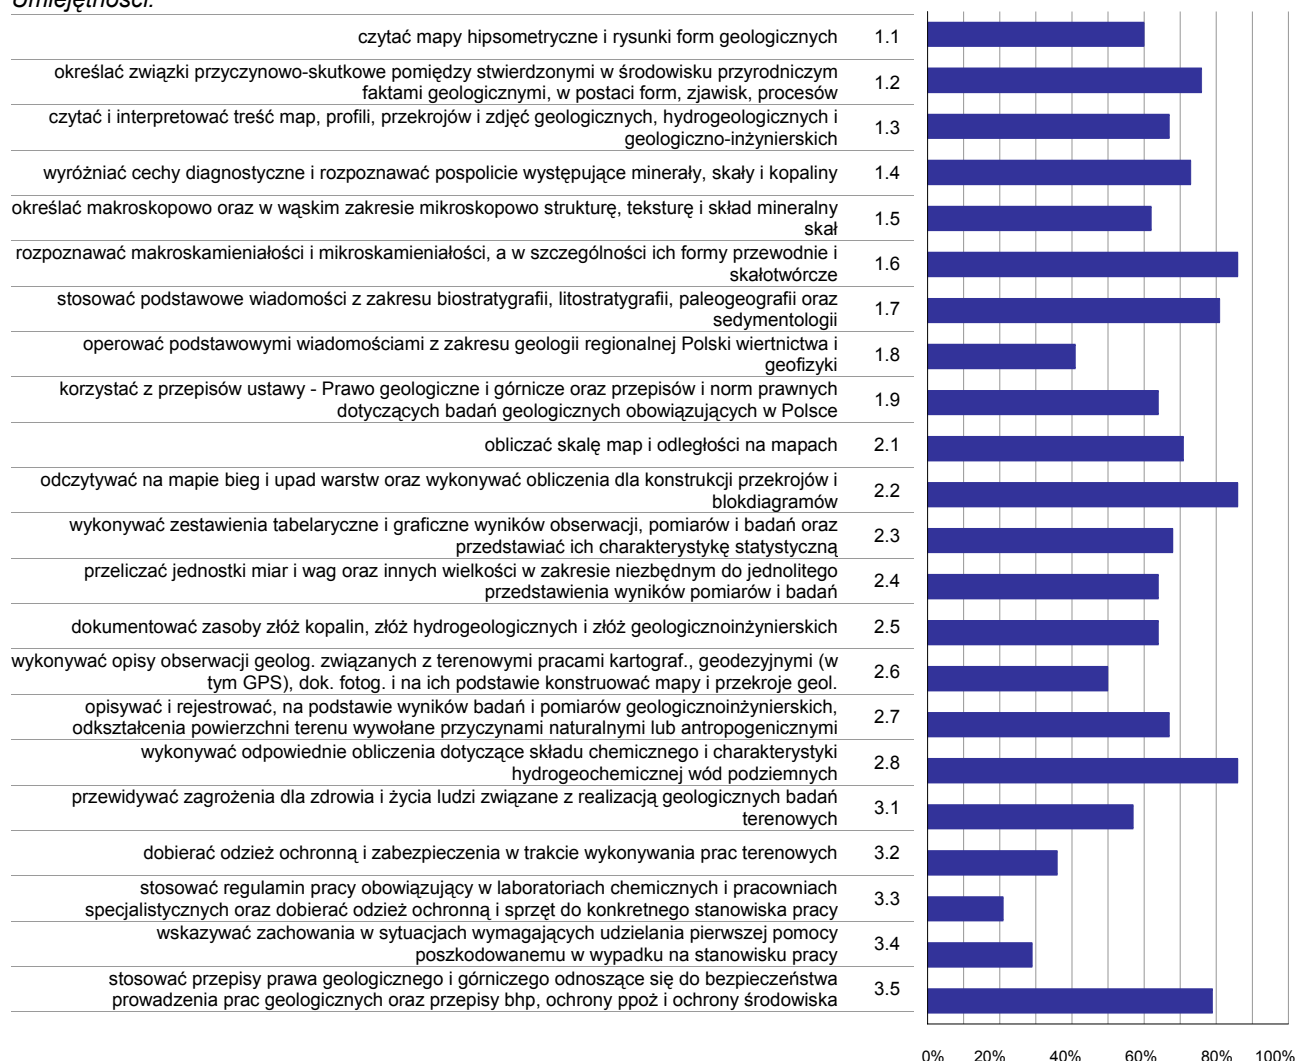 Umiejętności:
czytać mapy hipsometryczne i rysunki form geologicznych 1.1
określać związki przyczynowo-skutkowe pomiędzy stwierdzonymi w środowisku przyrodniczym
faktami geologicznymi, w postaci form, zjawisk, procesów 1.2
czytać i interpretować treść map, profili, przekrojów i zdjęć geologicznych, hydrogeologicznych i
geologiczno-inżynierskich 1.3
wyróżniać cechy diagnostyczne i rozpoznawać pospolicie występujące minerały, skały i kopaliny 1.4
określać makroskopowo oraz w wąskim zakresie mikroskopowo strukturę, teksturę i skład mineralny
skał 1.5
rozpoznawać makroskamieniałości i mikroskamieniałości, a w szczególności ich formy przewodnie i
skałotwórcze 1.6
stosować podstawowe wiadomości z zakresu biostratygrafii, litostratygrafii, paleogeografii oraz
sedymentologii 1.7
operować podstawowymi wiadomościami z zakresu geologii regionalnej Polski wiertnictwa i
geofizyki 1.8
korzystać z przepisów ustawy - Prawo geologiczne i górnicze oraz przepisów i norm prawnych
dotyczących badań geologicznych obowiązujących w Polsce 1.9
obliczać skalę map i odległości na mapach 2.1
odczytywać na mapie bieg i upad warstw oraz wykonywać obliczenia dla konstrukcji przekrojów i
blokdiagramów 2.2
wykonywać zestawienia tabelaryczne i graficzne wyników obserwacji, pomiarów i badań oraz
przedstawiać ich charakterystykę statystyczną 2.3
przeliczać jednostki miar i wag oraz innych wielkości w zakresie niezbędnym do jednolitego
przedstawienia wyników pomiarów i badań 2.4
dokumentować zasoby złóż kopalin, złóż hydrogeologicznych i złóż geologicznoinżynierskich 2.5
wykonywać opisy obserwacji geolog. związanych z terenowymi pracami kartograf., geodezyjnymi (w
tym GPS), dok. fotog. i na ich podstawie konstruować mapy i przekroje geol. 2.6
opisywać i rejestrować, na podstawie wyników badań i pomiarów geologicznoinżynierskich,
odkształcenia powierzchni terenu wywołane przyczynami naturalnymi lub antropogenicznymi 2.7
wykonywać odpowiednie obliczenia dotyczące składu chemicznego i charakterystyki
hydrogeochemicznej wód podziemnych 2.8
przewidywać zagrożenia dla zdrowia i życia ludzi związane z realizacją geologicznych badań
terenowych 3.1
dobierać odzież ochronną i zabezpieczenia w trakcie wykonywania prac terenowych 3.2
stosować regulamin pracy obowiązujący w laboratoriach chemicznych i pracowniach
specjalistycznych oraz dobierać odzież ochronną i sprzęt do konkretnego stanowiska pracy 3.3
wskazywać zachowania w sytuacjach wymagających udzielania pierwszej pomocy
poszkodowanemu w wypadku na stanowisku pracy 3.4
stosować przepisy prawa geologicznego i górniczego odnoszące się do bezpieczeństwa
prowadzenia prac geologicznych oraz przepisy bhp, ochrony ppoż i ochrony środowiska 3.5
0% 20% 40% 60% 80% 100%